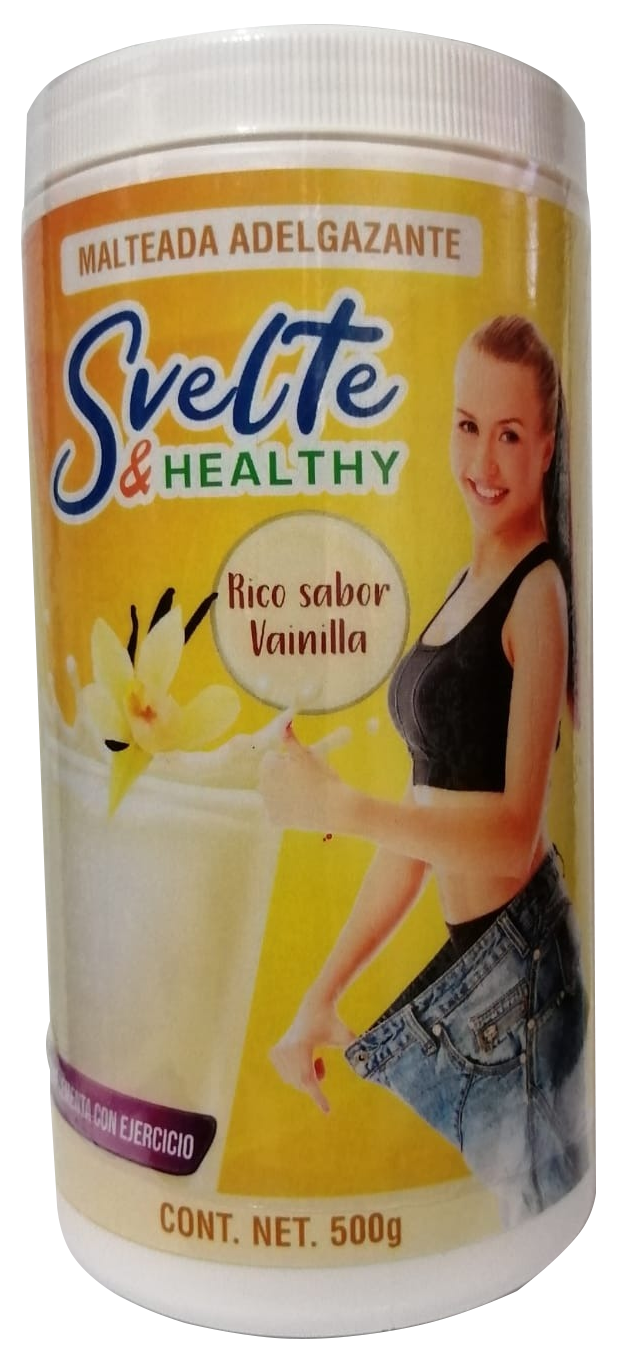 MALTEADA ADELGAZANTE
Svelte
& HEALTHY
Rico sabor
Vainilla
CON EJERCICIO
CONT. NET. 500g